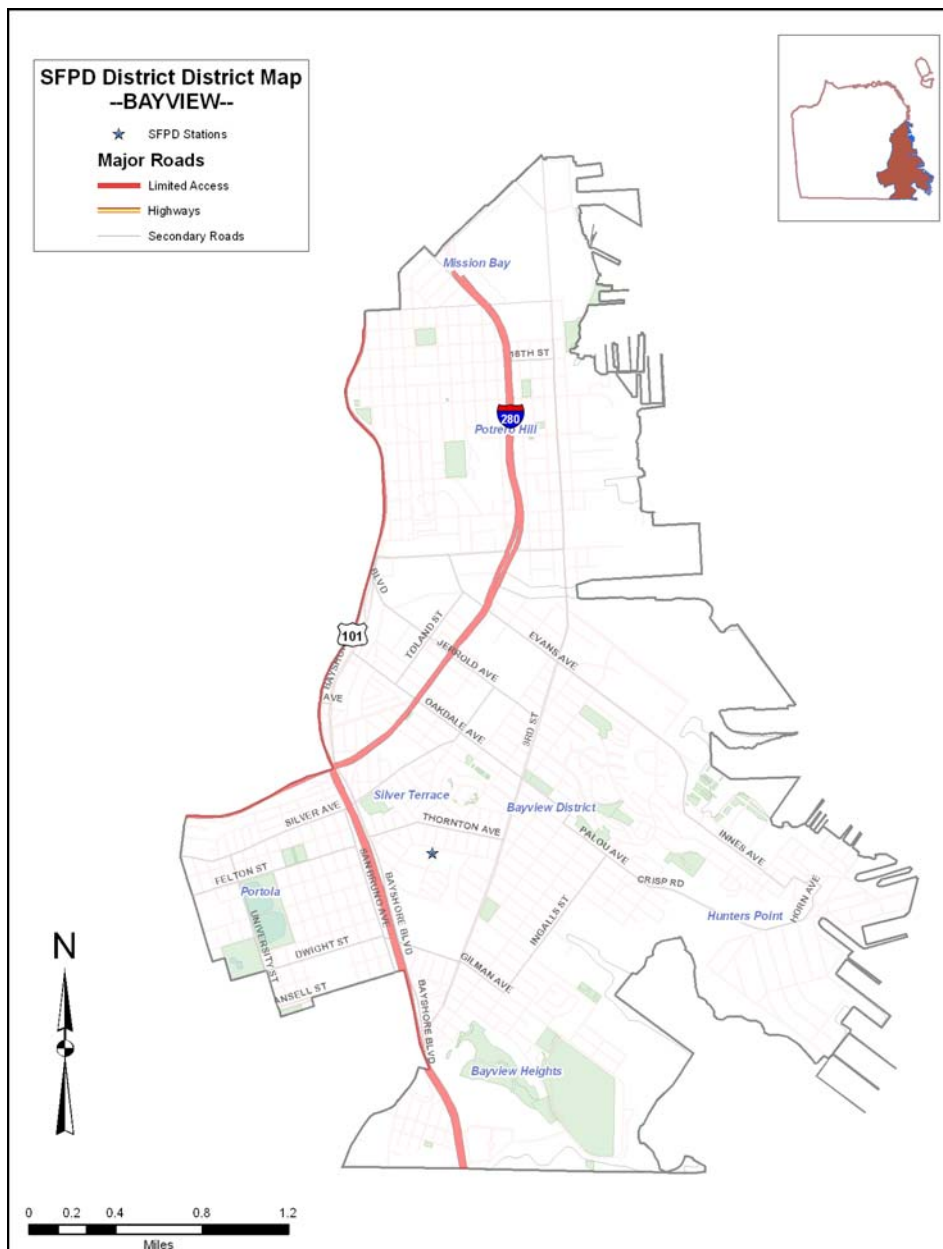 SFPD District District Map
--BAYVIEW--
SFPD Stations
Major Roads
Limited Access
Highways
Secondary Roads
Mission Bay
16TH ST
280
Potrero Hill
BLVD
TOLAND ST
EVANS AVE
101
JERROLD AVE
AVE
OAKDALE AVE
3RD ST
Silver Terrace
Bayview District
SILVER AVE
THORNTON AVE
PALOU AVE
INNES AVE
FELTON ST
SAN BRUNO AVE
BAYSHORE BLVD
CRISP RD
HORN AVE
Portola
INGALLS ST
Hunters Point
UNIVERSITY ST
DWIGHT ST
GILMAN AVE
ANSELL ST
BAYSHORE BLVD
Bayview Heights
N
0 0.2 0.4 0.8 1.2
Miles